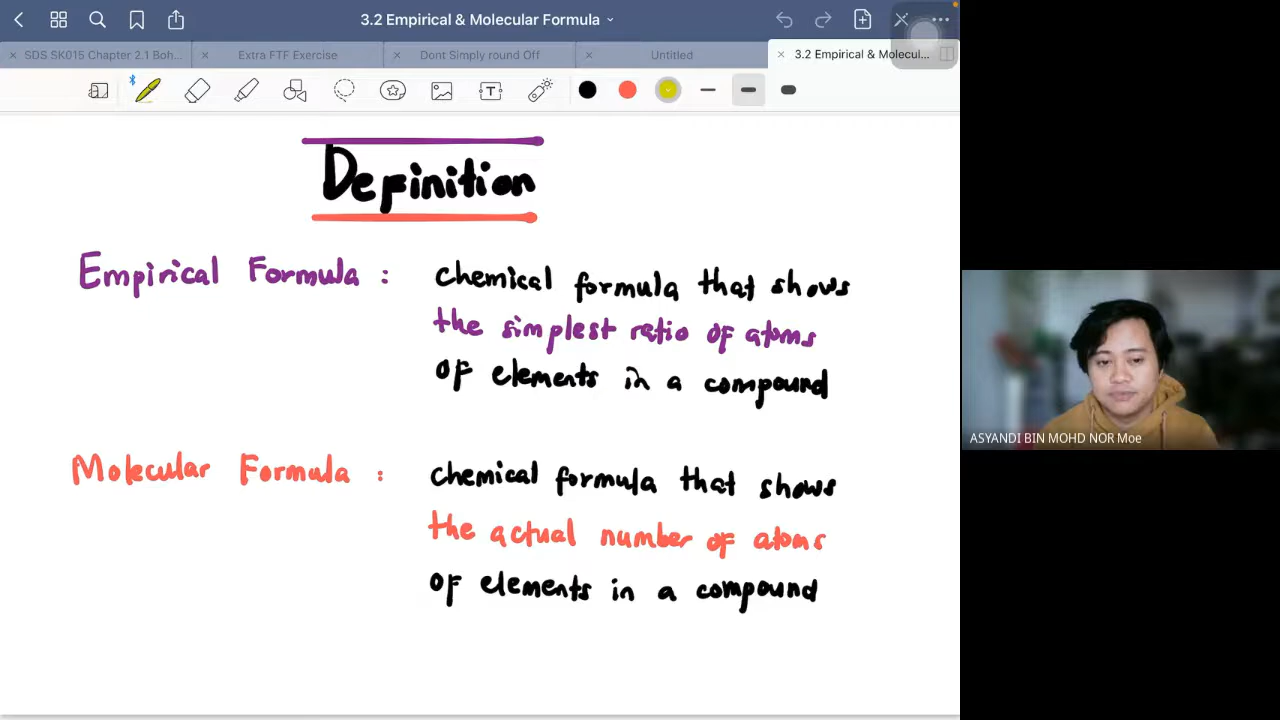 3.2 Empirical & Molecular Formula
SDS SK015 Chapter 2.1 Boh...
Extra FTF Exercise
Dont Simply round Off
Untitled
3.2 Empirical & Molecul...
T
Definition
Empirical Formula : chemical formula that shows
the simplest ratio of atoms
of elements in a compound
Molecular Formula : chemical formula that shows
the actual number of atoms
of elements in a compound
ASYANDI BIN MOHD NOR Moe